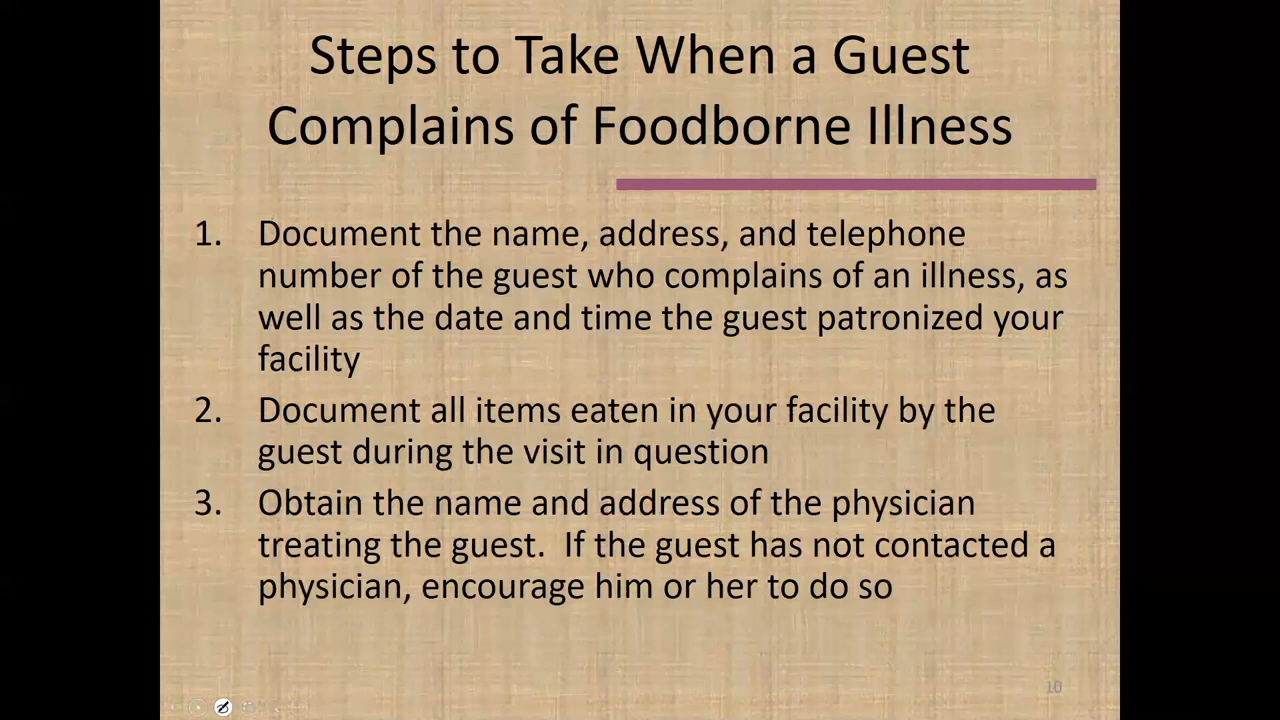 Steps to Take When a Guest
Complains of Foodborne Illness
1. Document the name, address, and telephone
number of the guest who complains of an illness, as
well as the date and time the guest patronized your
facility
2. Document all items eaten in your facility by the
guest during the visit in question
3. Obtain the name and address of the physician
treating the guest.  If the guest has not contacted a
physician, encourage him or her to do so
10